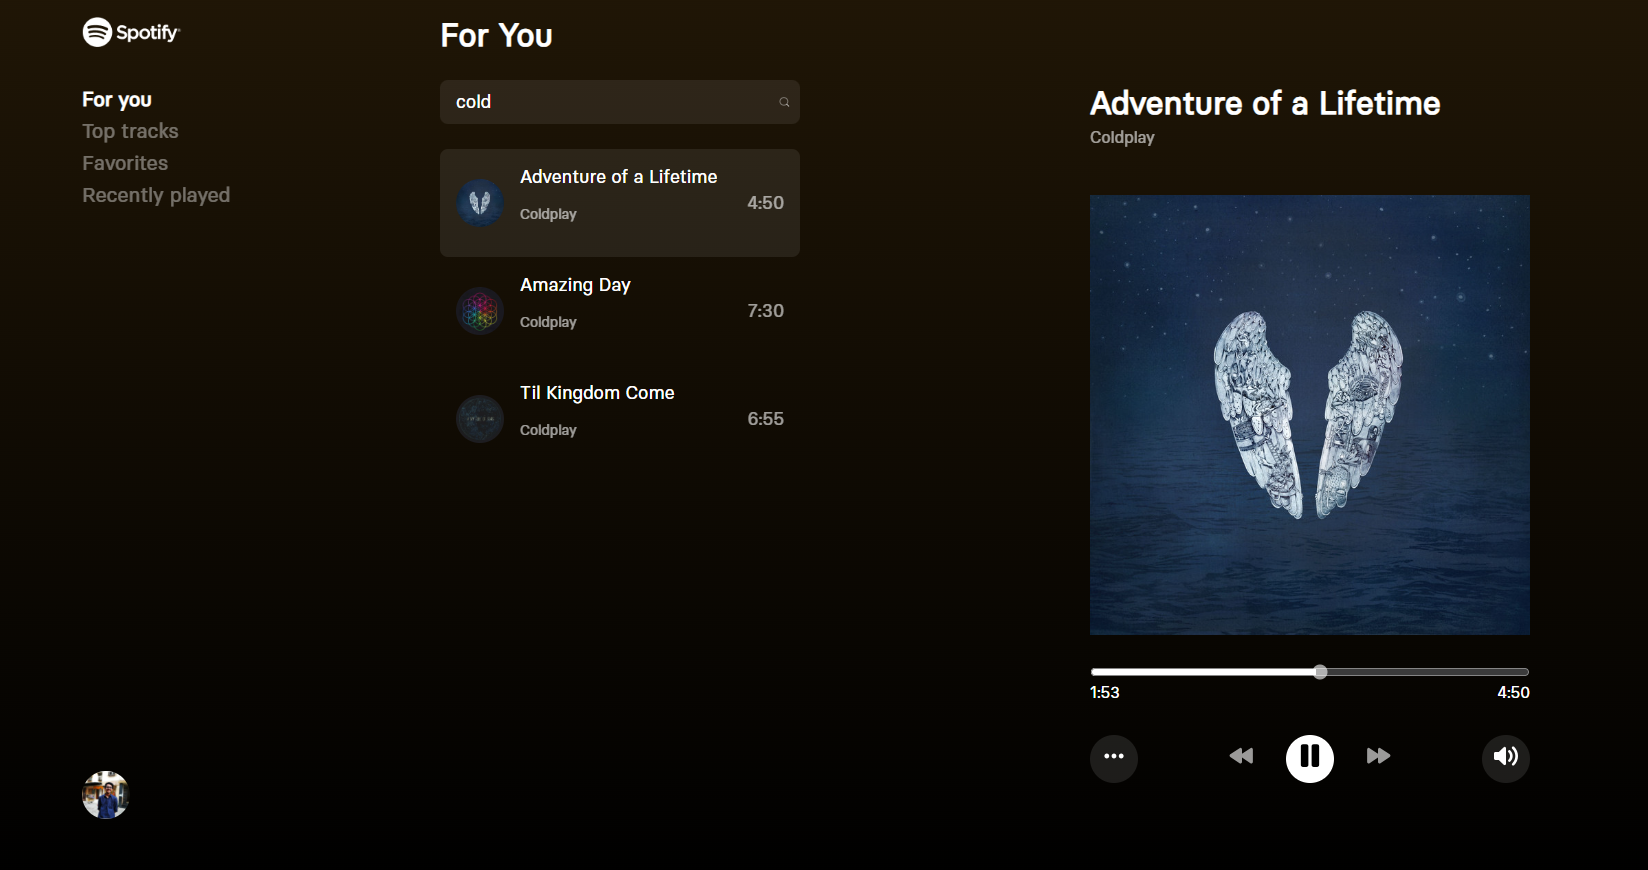 Spotify
For you
Top tracks
Favorites
Recently played
For You
cold
Adventure of a Lifetime
Coldplay
4:50
Amazing Day
Coldplay
7:30
Til Kingdom Come
Coldplay
6:55
Adventure of a Lifetime
Coldplay
1:53
4:50